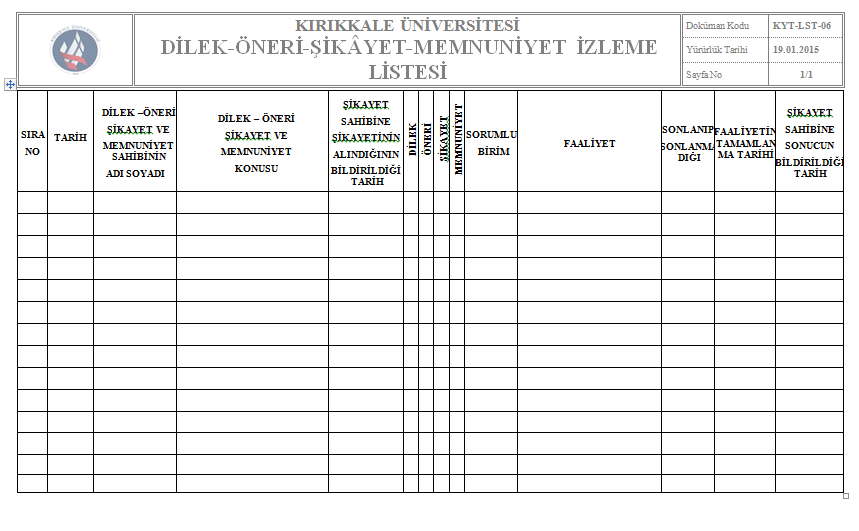 KIRIKKALE ÜNİVERSİTESİ
DİLEK-ÖNERİ-ŞİKÂYET-MEMNUNİYET İZLEME
LİSTESİ
Doküman Kodu KYT-LST-06
Yürürlük Tarihi 19.01.2015
Sayfa No 1/1
SIRA
NO
TARİH
DİLEK –ÖNERİ
ŞİKAYET VE
MEMNUNİYET
SAHİBİNİN
ADI SOYADI
DİLEK – ÖNERİ
ŞİKAYET VE
MEMNUNİYET
KONUSU
ŞİKAYET
SAHİBİNE
ŞİKAYETİNİN
ALINDIĞININ
BİLDİRİLDİĞİ
TARİH
DİLEK
ÖNERİ
ŞİKAYET
MEMNUNİYET
SORUMLU
BİRİM
FAALİYET
SONLANIP
SONLANMA
DIĞI
FAALİYETİN
TAMAMLAN
MA TARİHİ
ŞİKAYET
SAHİBİNE
SONUCUN
BİLDİRİLDİĞİ
TARİH